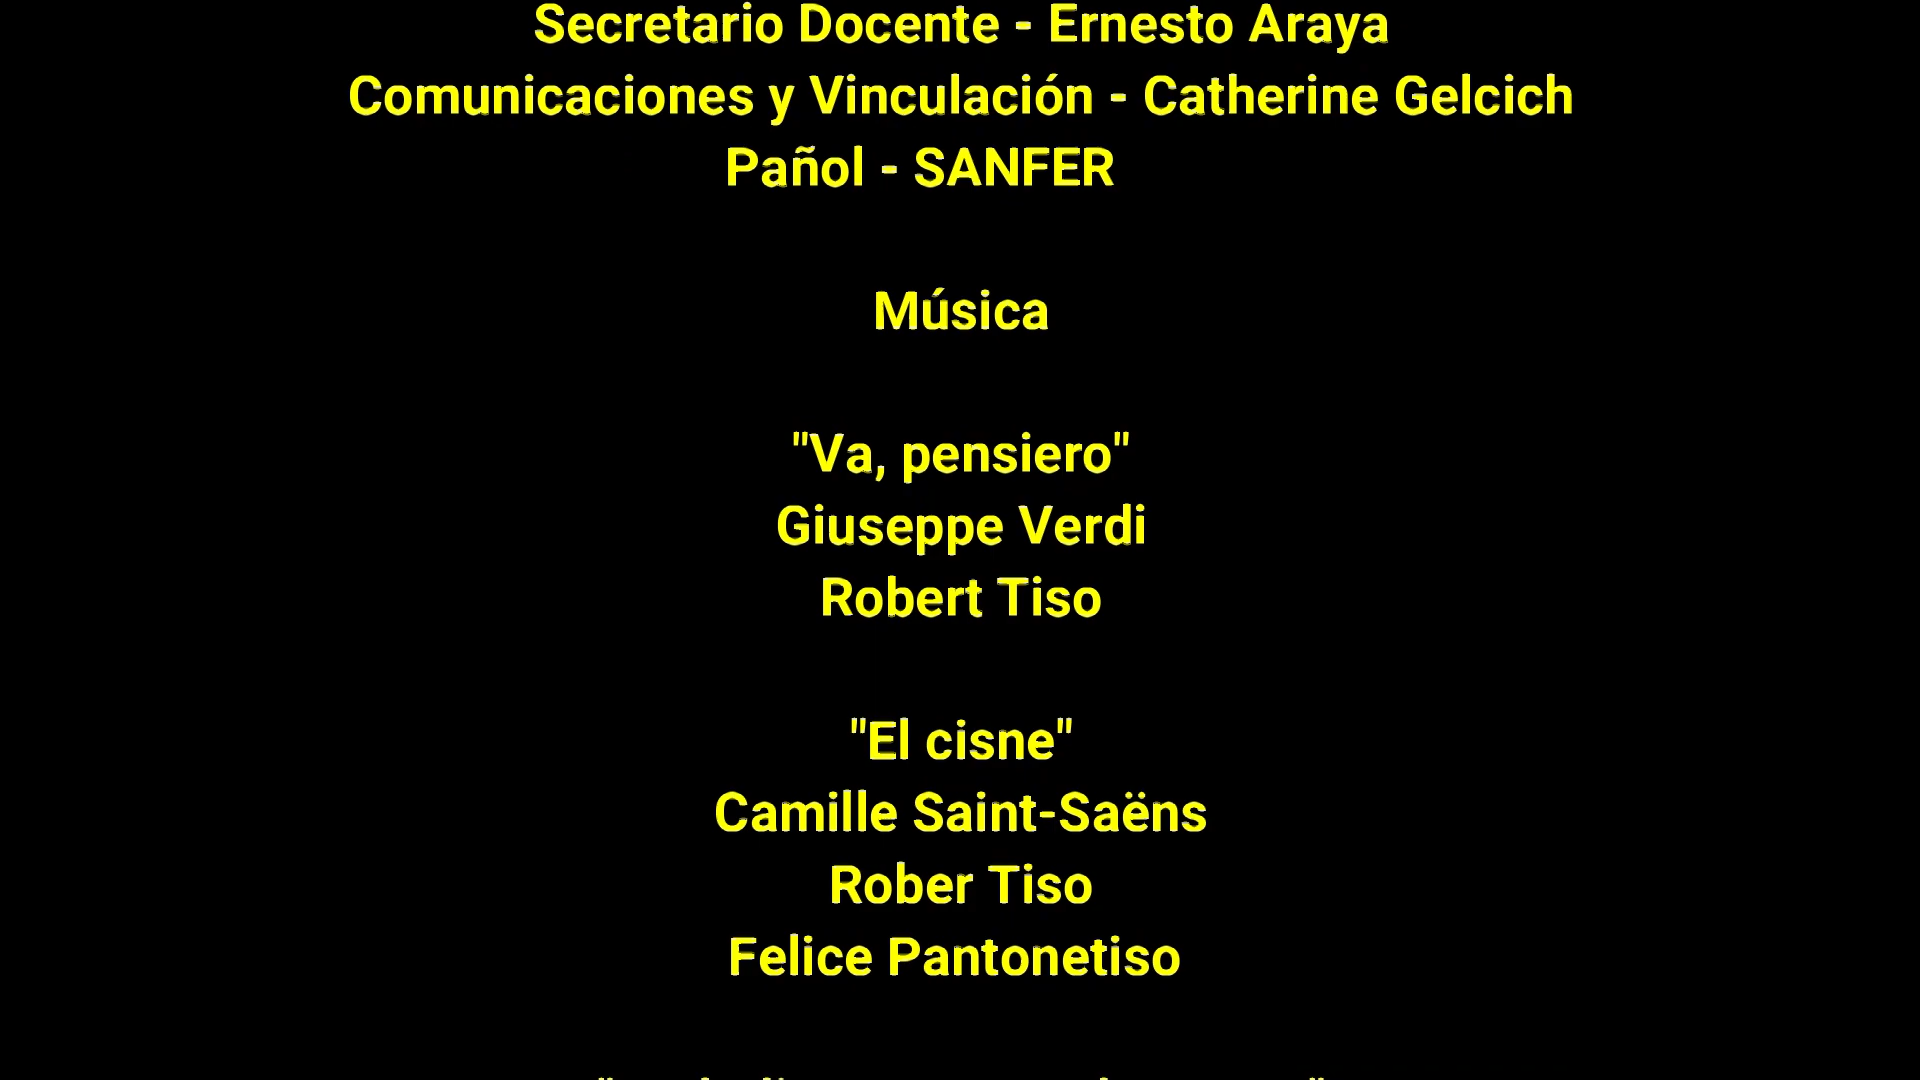 Secretario Docente - Ernesto Araya
Comunicaciones y Vinculación - Catherine Gelcich
Pañol - SANFER
Música
"Va, pensiero"
Giuseppe Verdi
Robert Tiso
"El cisne"
Camille Saint-Saëns
Rober Tiso
Felice Pantonetiso